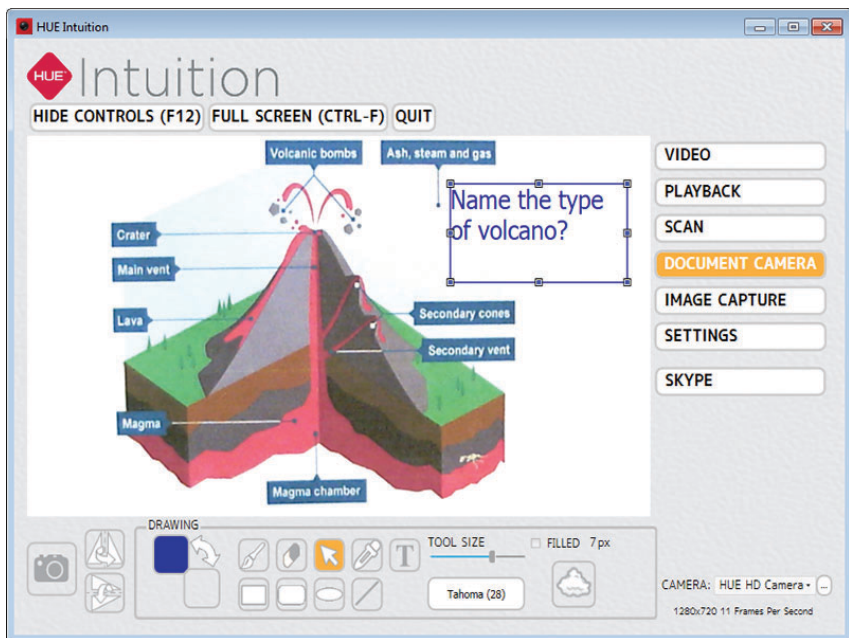 HUE Intuition
HUE Intuition
HIDE CONTROLS (F12) FULL SCREEN (CTRL-F) QUIT
Volcanic bombs
Ash, steam and gas
Name the type
of volcano?
Crater
Main vent
Lava
Secondary cones
Secondary vent
Magma
Magma chamber
VIDEO
PLAYBACK
SCAN
DOCUMENT CAMERA
IMAGE CAPTURE
SETTINGS
SKYPE
DRAWING
TOOL SIZE
FILLED 7px
T
Tahoma (28)
CAMERA: HUE HD Camera
...
1280x720 11 Frames Per Second